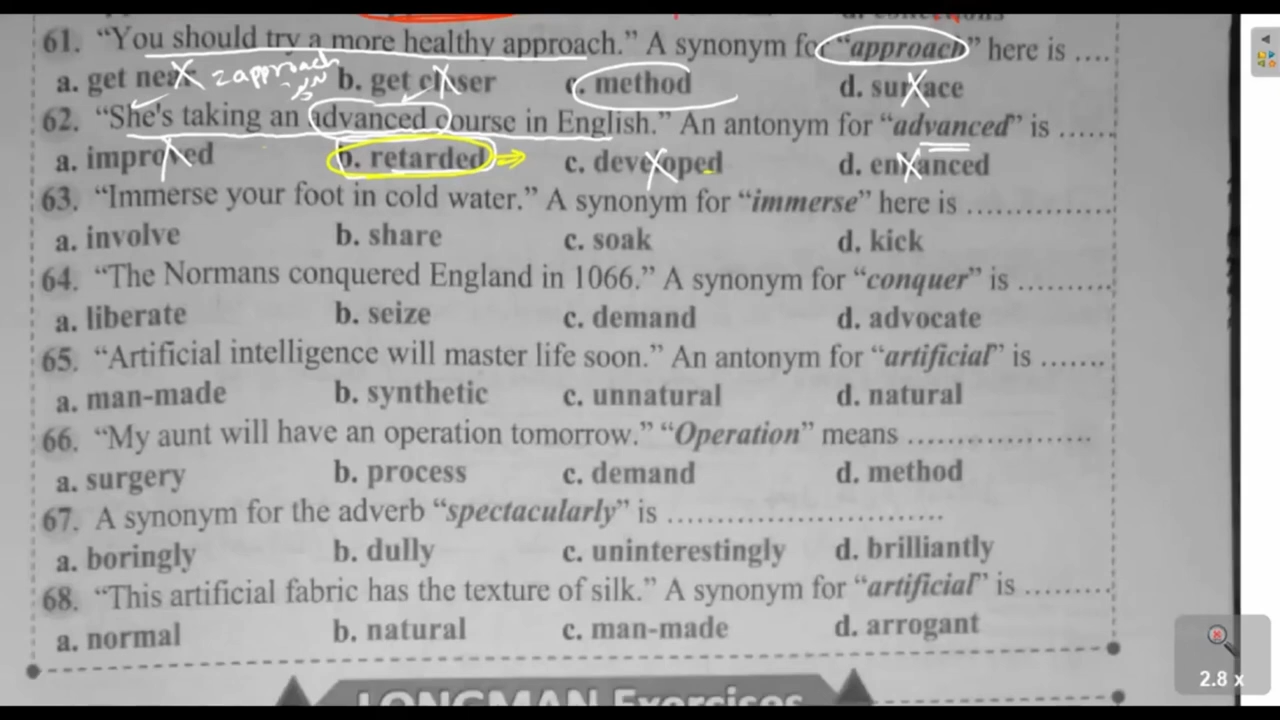 61. "You should try a more healthy approach." A synonym for "approach" here is ....
= approach
a. get near b. get closer c. method d. surface
62. "She's taking an advanced course in English." An antonym for "advanced" is ......
a. improved b. retarded c. developed d. enhanced
63. "Immerse your foot in cold water." A synonym for "immerse" here is ...............
a. involve b. share c. soak d. kick
64. "The Normans conquered England in 1066." A synonym for "conquer" is ..........
a. liberate b. seize c. demand d. advocate
65. "Artificial intelligence will master life soon." An antonym for "artificial" is .......
a. man-made b. synthetic c. unnatural d. natural
66. "My aunt will have an operation tomorrow." "Operation" means ...................
a. surgery b. process c. demand d. method
67. A synonym for the adverb "spectacularly" is .............................
a. boringly b. dully c. uninterestingly d. brilliantly
68. "This artificial fabric has the texture of silk." A synonym for "artificial" is .........
a. normal b. natural c. man-made d. arrogant
LONGMAN Exercises
2.8 x